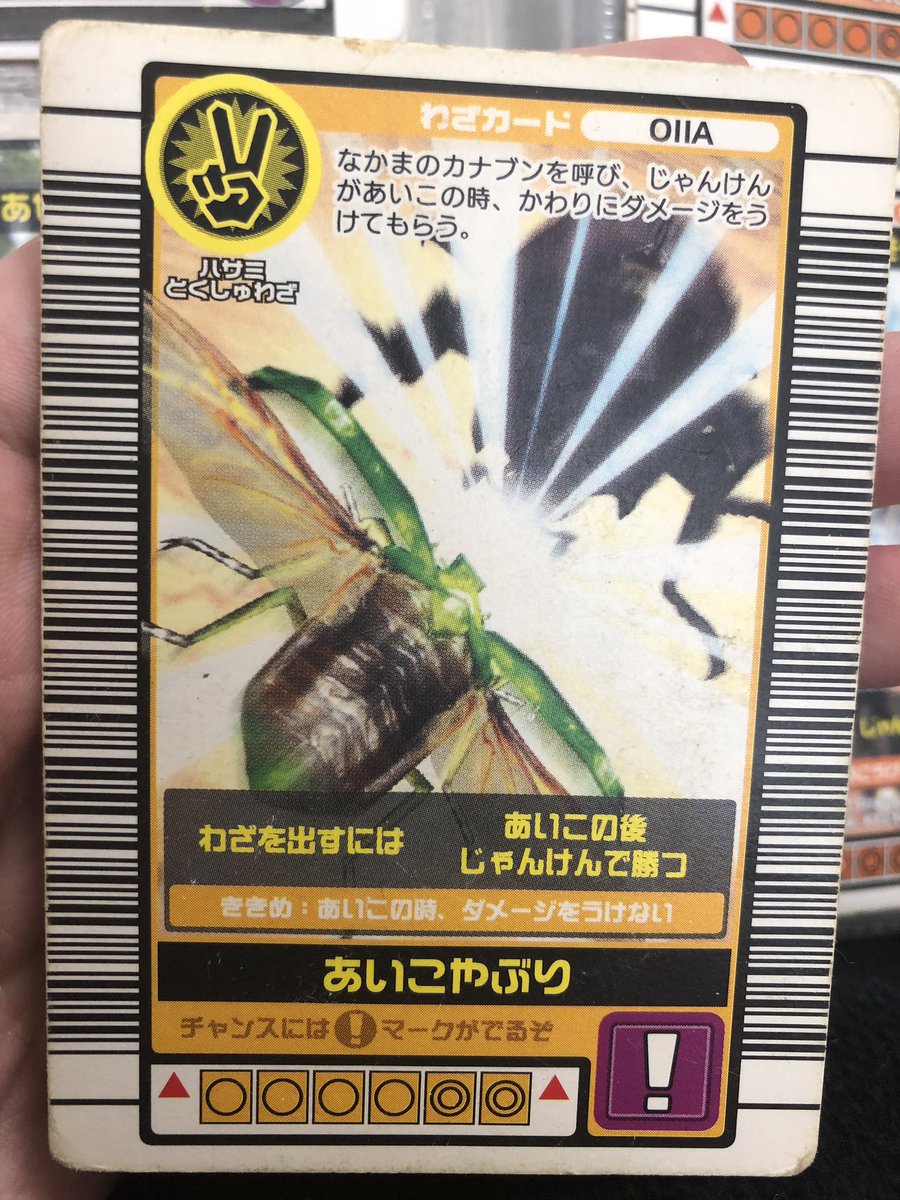 わざカード 011A
なかまのカナブンを呼び、じゃんけん
があいこの時、かわりにダメージをう
けてもらう。
ハサミ
とくしゅわざ
わざを出すには
あいこの後
じゃんけんで勝つ
ききめ：あいこの時、ダメージをうけない
あいこやぶり
チャンスには!マークがでるぞ
!
あ
じゃん